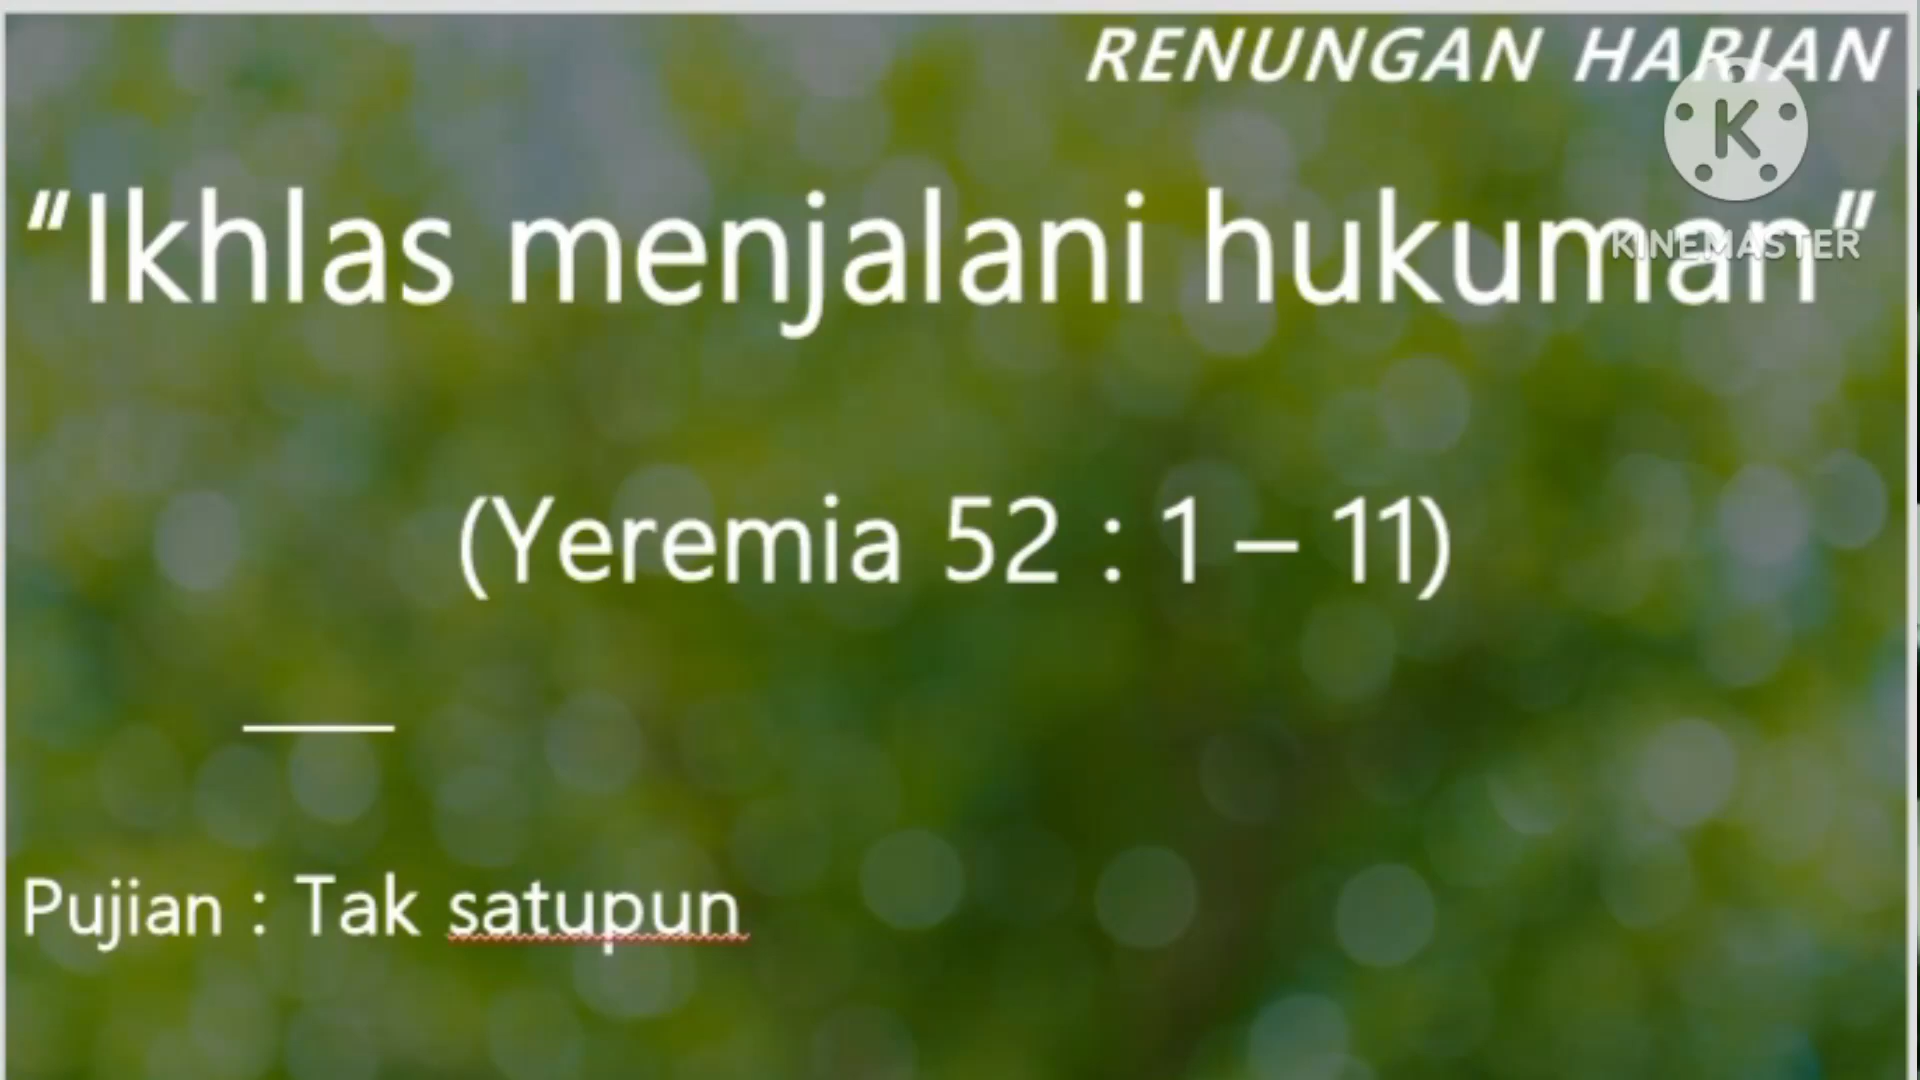 RENUNGAN HARIAN
K
KINEMASTER
“Ikhlas menjalani hukuman”
(Yeremia 52 : 1 – 11)
Pujian : Tak satupun